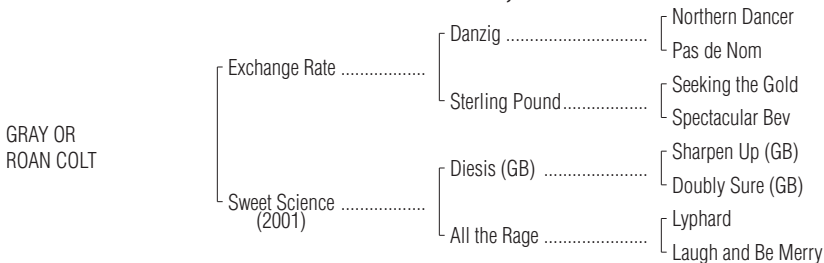 Northern Dancer
Danzig ..............................
Pas de Nom
Exchange Rate ..................
Seeking the Gold
Sterling Pound..................
Spectacular Bev
GRAY OR
ROAN COLT
Sharpen Up (GB)
Diesis (GB) ......................
Doubly Sure (GB)
Sweet Science ..................
(2001)
Lyphard
All the Rage ......................
Laugh and Be Merry